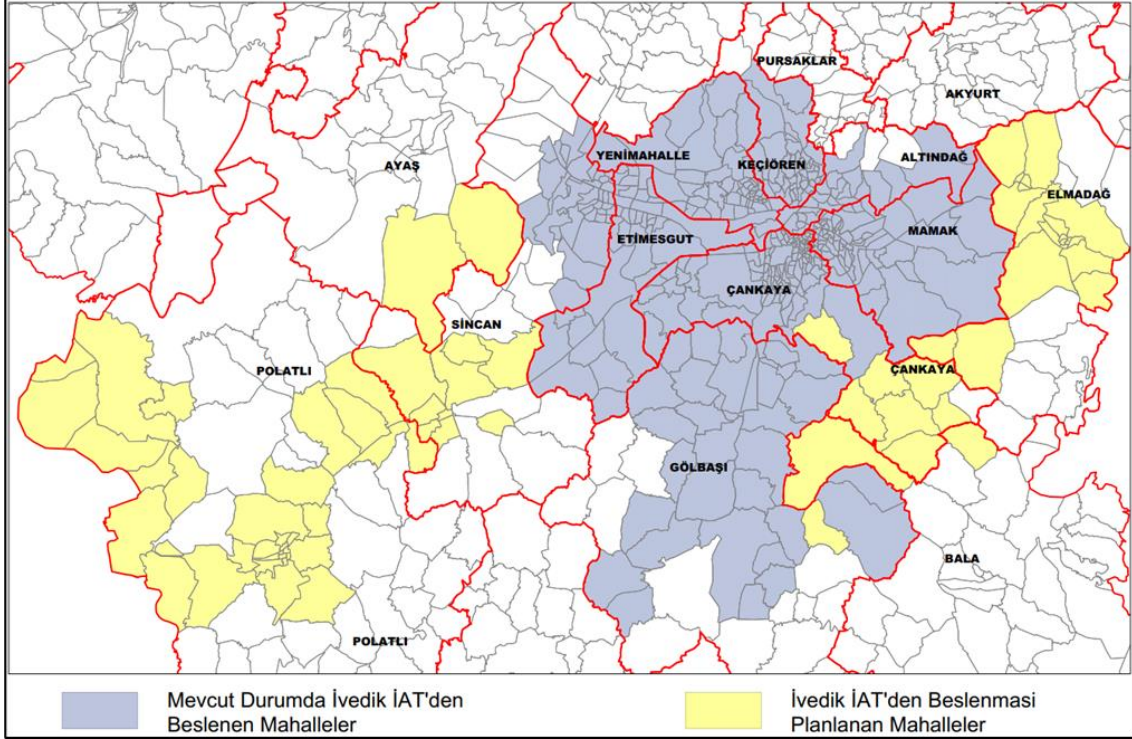 PURSAKLAR
AKYURT
AYAŞ
YENİMAHALLE
KEÇİÖREN
ALTINDAĞ
ELMADAĞ
ETİMESGUT
MAMAK
ÇANKAYA
SİNCAN
POLATLI
ÇANKAYA
GÖLBAŞI
BALA
POLATLI
Mevcut Durumda İvedik İAT'den
Beslenen Mahalleler
İvedik İAT'den Beslenmesi
Planlanan Mahalleler